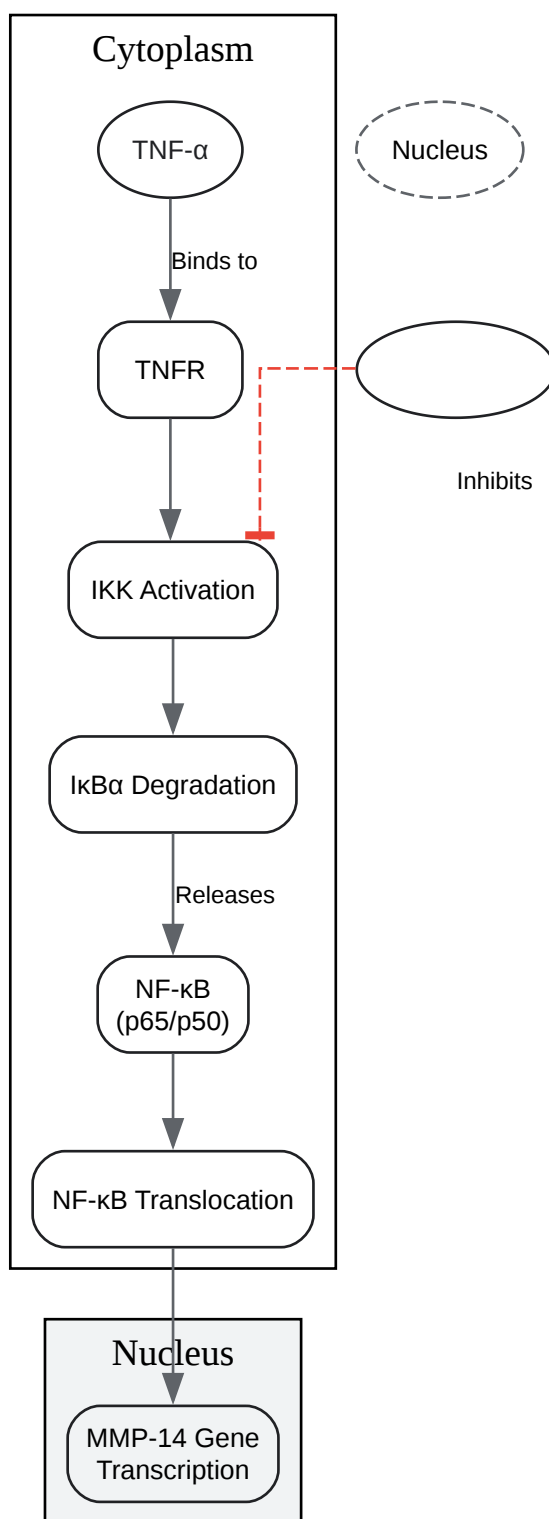 Cytoplasm
TNF-α
Nucleus
Binds to
TNFR
Inhibits
IKK Activation
IκBα Degradation
Releases
NF-κB
(p65/p50)
NF-κB Translocation
Nucleus
MMP-14 Gene
Transcription